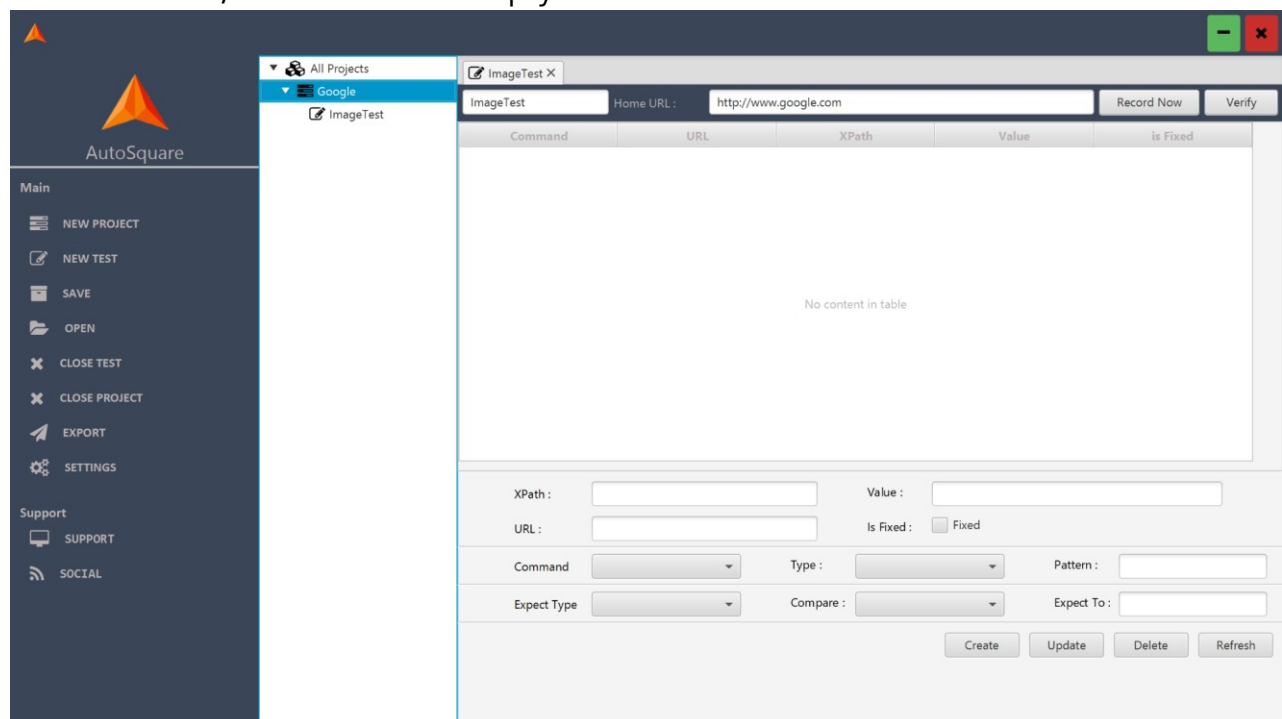 AutoSquare
Main
NEW PROJECT
NEW TEST
SAVE
OPEN
CLOSE TEST
CLOSE PROJECT
EXPORT
SETTINGS
Support
SUPPORT
SOCIAL
All Projects
Google
ImageTest
ImageTest
ImageTest Home URL : http://www.google.com Record Now Verify
Command URL XPath Value is Fixed
No content in table
XPath : Value :
URL : Is Fixed : Fixed
Command Type : Pattern :
Expect Type Compare : Expect To :
Create Update Delete Refresh